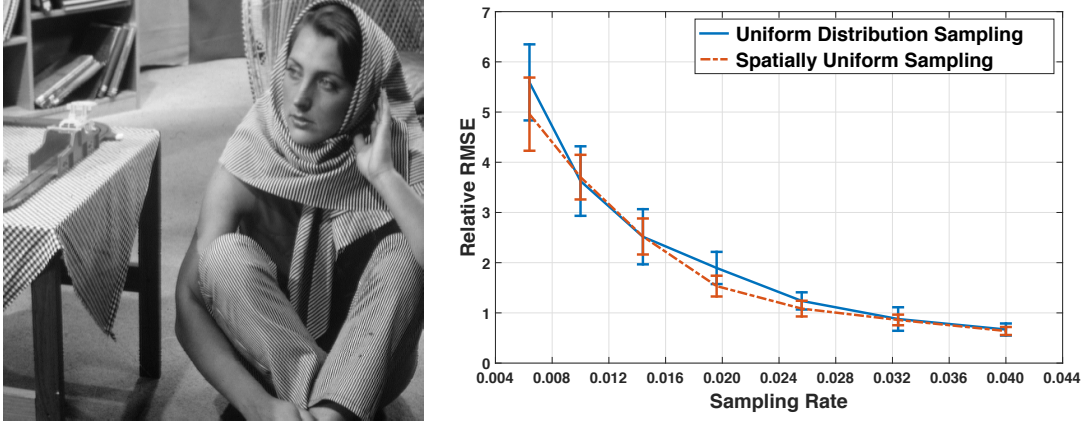 Uniform Distribution Sampling
Spatially Uniform Sampling
7
6
5
4
3
2
1
0
Relative RMSE
0.004 0.008 0.012 0.016 0.020 0.024 0.028 0.032 0.036 0.040 0.044
Sampling Rate